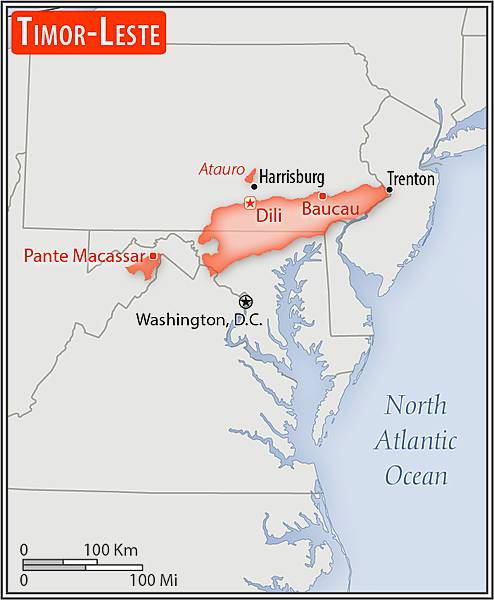 TIMOR-LESTE
Atauro
Harrisburg
Trenton
Dili
Baucau
Pante Macassar
Washington, D.C.
North
Atlantic
Ocean
0 100 Km
0 100 Mi